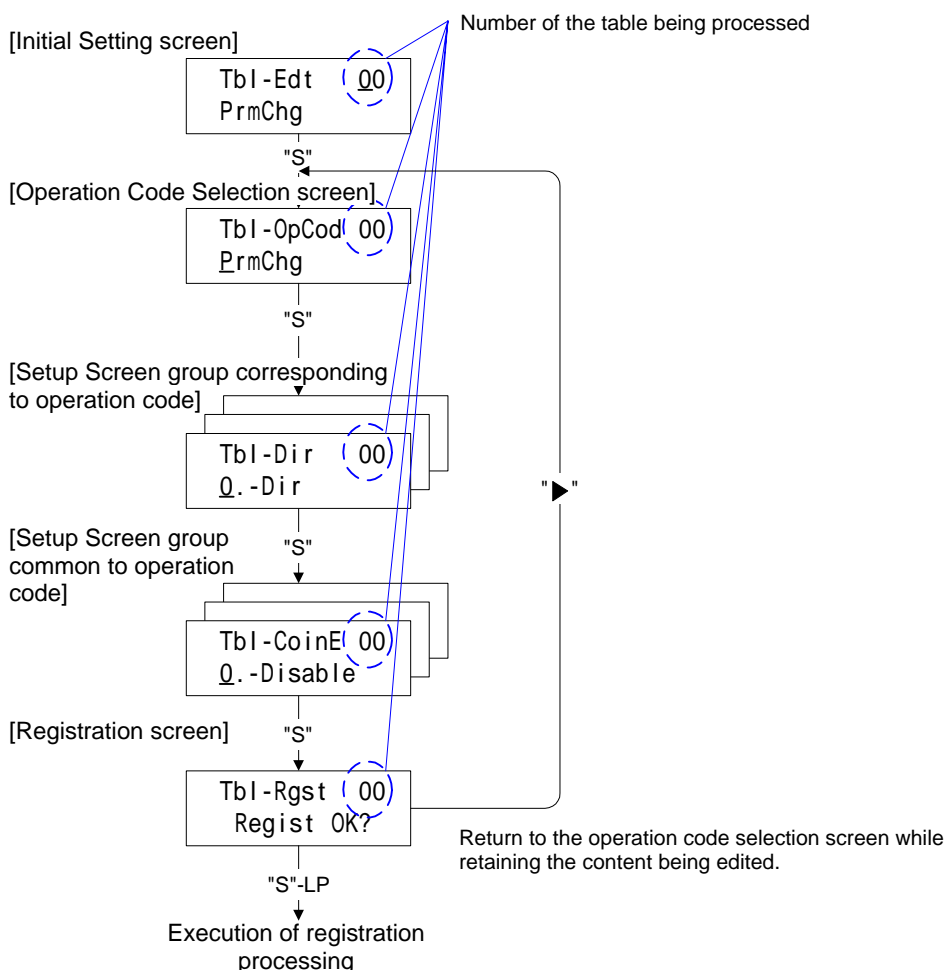 Number of the table being processed
[Initial Setting screen]
Tbl-Edt 00
PrmChg
"S"
[Operation Code Selection screen]
Tbl-OpCod 00
PrmChg
"S"
[Setup Screen group corresponding
to operation code]
Tbl-Dir 00
0.-Dir
"▶"
[Setup Screen group
common to operation
code]
"S"
Tbl-CoinE 00
0.-Disable
[Registration screen]
"S"
Tbl-Rgst 00
Regist OK?
Return to the operation code selection screen while
retaining the content being edited.
"S"-LP
Execution of registration
processing